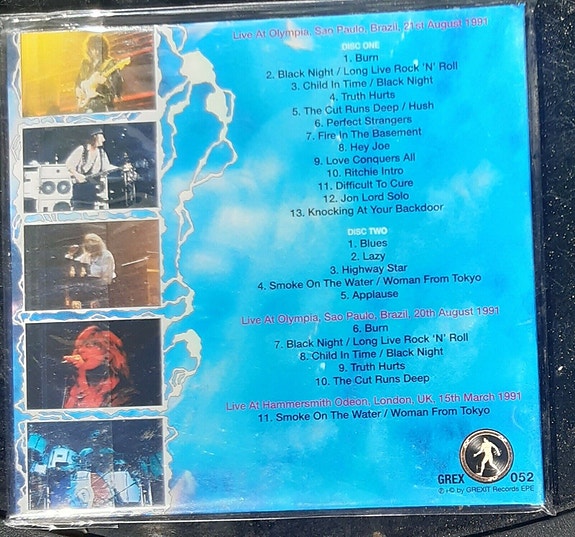 Live At Olympia, Sao Paulo, Brazil, 21st August 1991
DISC ONE
1. Burn
2. Black Night / Long Live Rock 'N' Roll
3. Child In Time / Black Night
4. Truth Hurts
5. The Cut Runs Deep / Hush
6. Perfect Strangers
7. Fire In The Basement
8. Hey Joe
9. Love Conquers All
10. Ritchie Intro
11. Difficult To Cure
12. Jon Lord Solo
13. Knocking At Your Backdoor
DISC TWO
1. Blues
2. Lazy
3. Highway Star
4. Smoke On The Water / Woman From Tokyo
5. Applause
Live At Olympia, Sao Paulo, Brazil, 20th August 1991
6. Burn
7. Black Night / Long Live Rock 'N' Roll
8. Child In Time / Black Night
9. Truth Hurts
10. The Cut Runs Deep
Live At Hammersmith Odeon, London, UK, 15th March 1991
11. Smoke On The Water / Woman From Tokyo
GREX 052
by GREXIT Records EPE